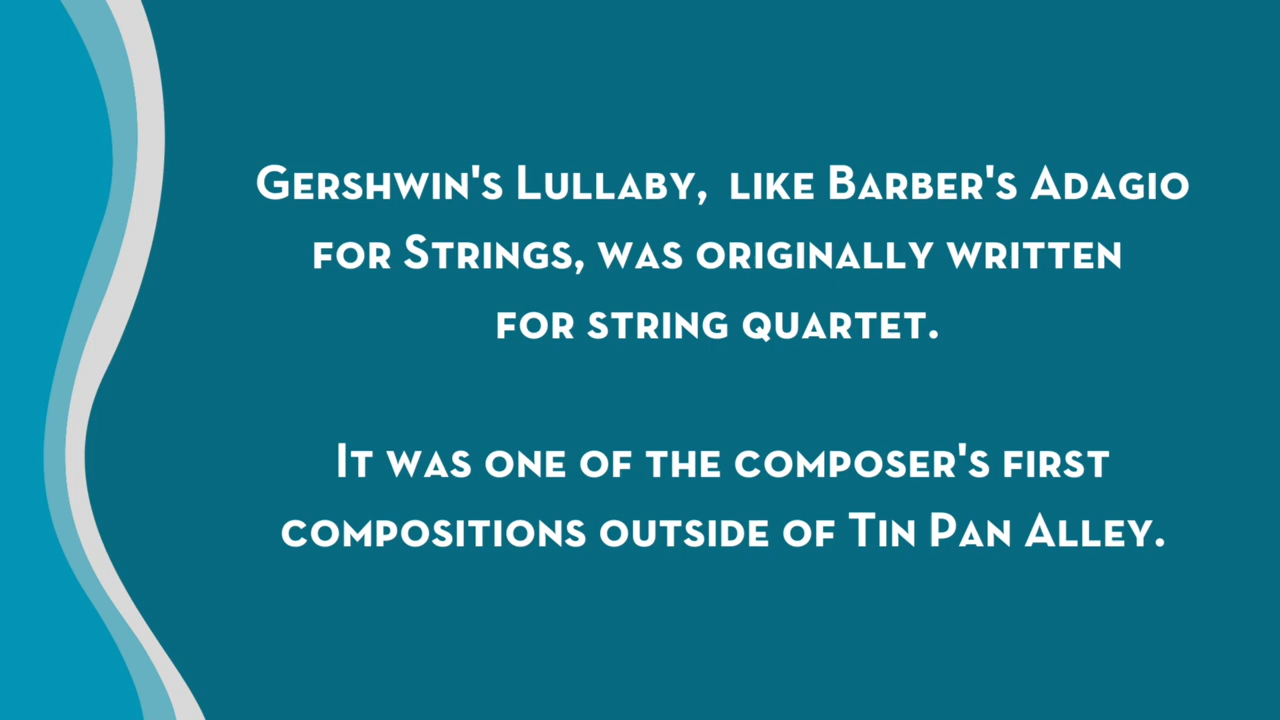 Gershwin's Lullaby, like Barber's Adagio
for Strings, was originally written
for string quartet.
It was one of the composer's first
compositions outside of Tin Pan Alley.